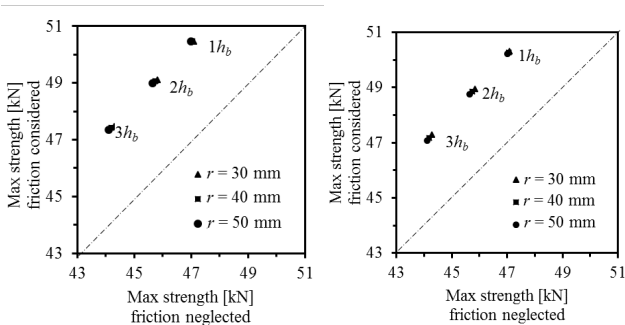 51
49
47
45
43
Max strength [kN]
friction considered
1h_b
2h_b
3h_b
▲ r = 30 mm
■ r = 40 mm
● r = 50 mm
43 45 47 49 51
Max strength [kN]
friction neglected
51
49
47
45
43
Max strength [kN]
friction considered
1h_b
2h_b
3h_b
▲ r = 30 mm
■ r = 40 mm
● r = 50 mm
43 45 47 49 51
Max strength [kN]
friction neglected